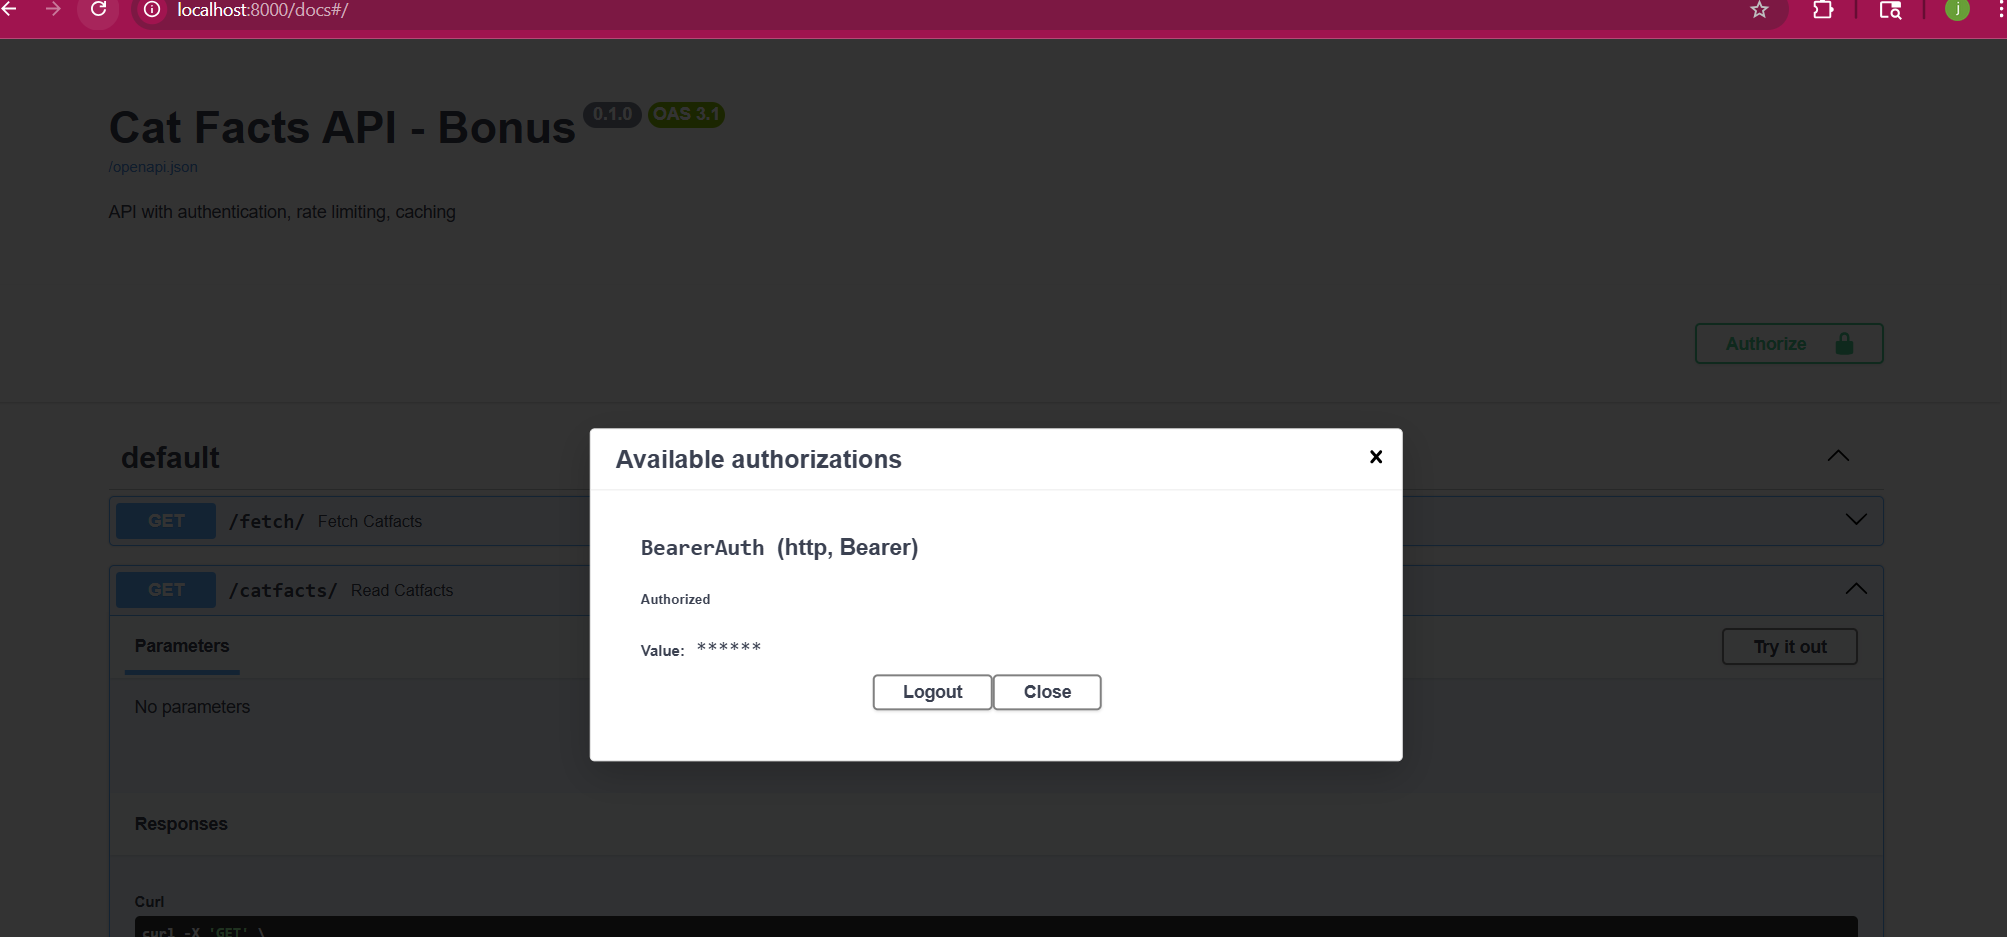 localhost:8000/docs#/
j
Cat Facts API - Bonus 0.1.0 OAS 3.1
/openapi.json
API with authentication, rate limiting, caching
Authorize
default
Available authorizations
GET /fetch/ Fetch Catfacts
BearerAuth (http, Bearer)
GET /catfacts/ Read Catfacts
Authorized
Parameters
Try it out
Value: ******
Logout Close
No parameters
Responses
Curl
curl -X 'GET' \